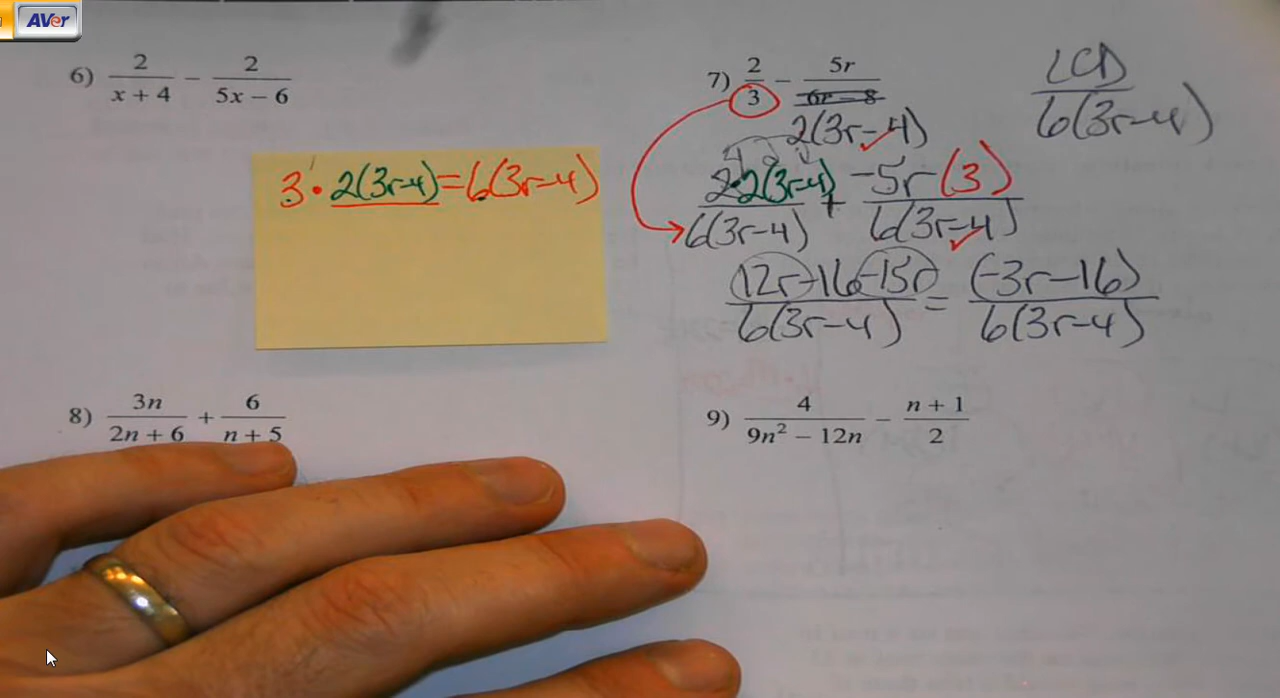 AVer
6) 2/(x + 4) − 2/(5x − 6)
7) 2/3 − 5r/(6r − 8)
2(3r−4)
LCD
6(3r−4)
3 · 2(3r−4) = 6(3r−4)
4
2·2(3r−4)/6(3r−4) + −5r(3)/6(3r−4)
12r−16−15r/6(3r−4) = (−3r−16)/6(3r−4)
8) 3n/(2n + 6) + 6/(n + 5)
9) 4/(9n² − 12n) − (n + 1)/2